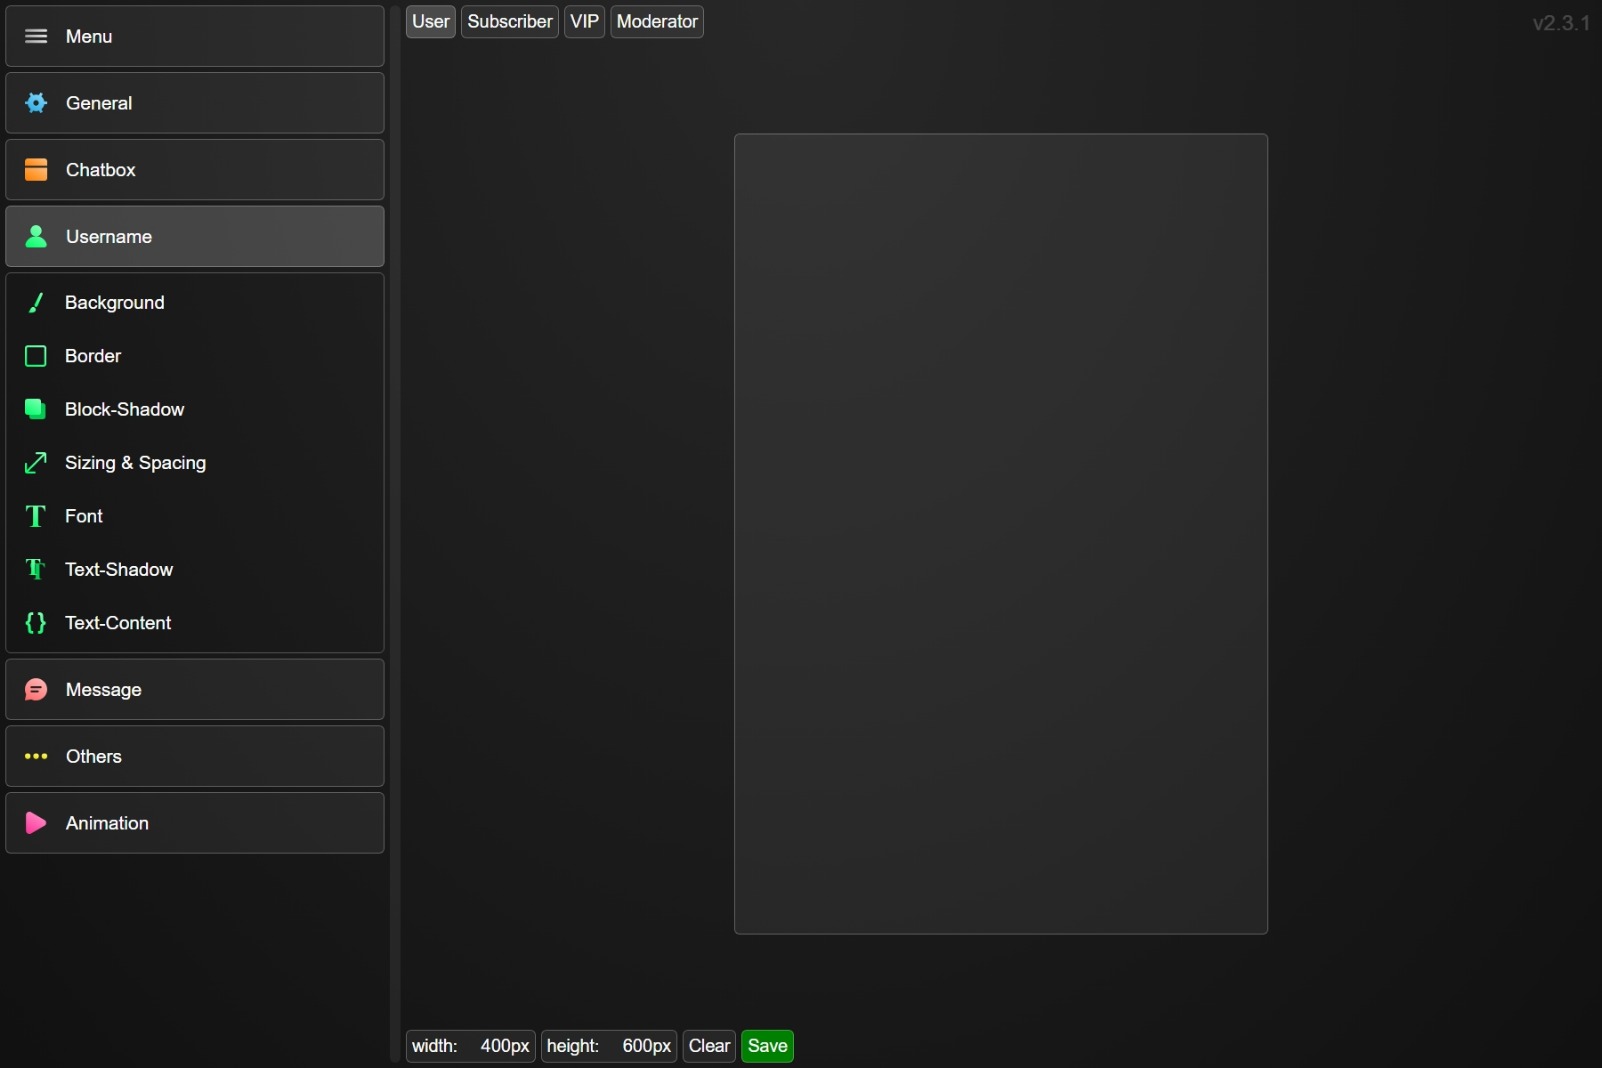 Menu
General
Chatbox
Username
Background
Border
Block-Shadow
Sizing & Spacing
Font
Text-Shadow
Text-Content
Message
Others
Animation
User Subscriber VIP Moderator
v2.3.1
width: 400px height: 600px Clear Save